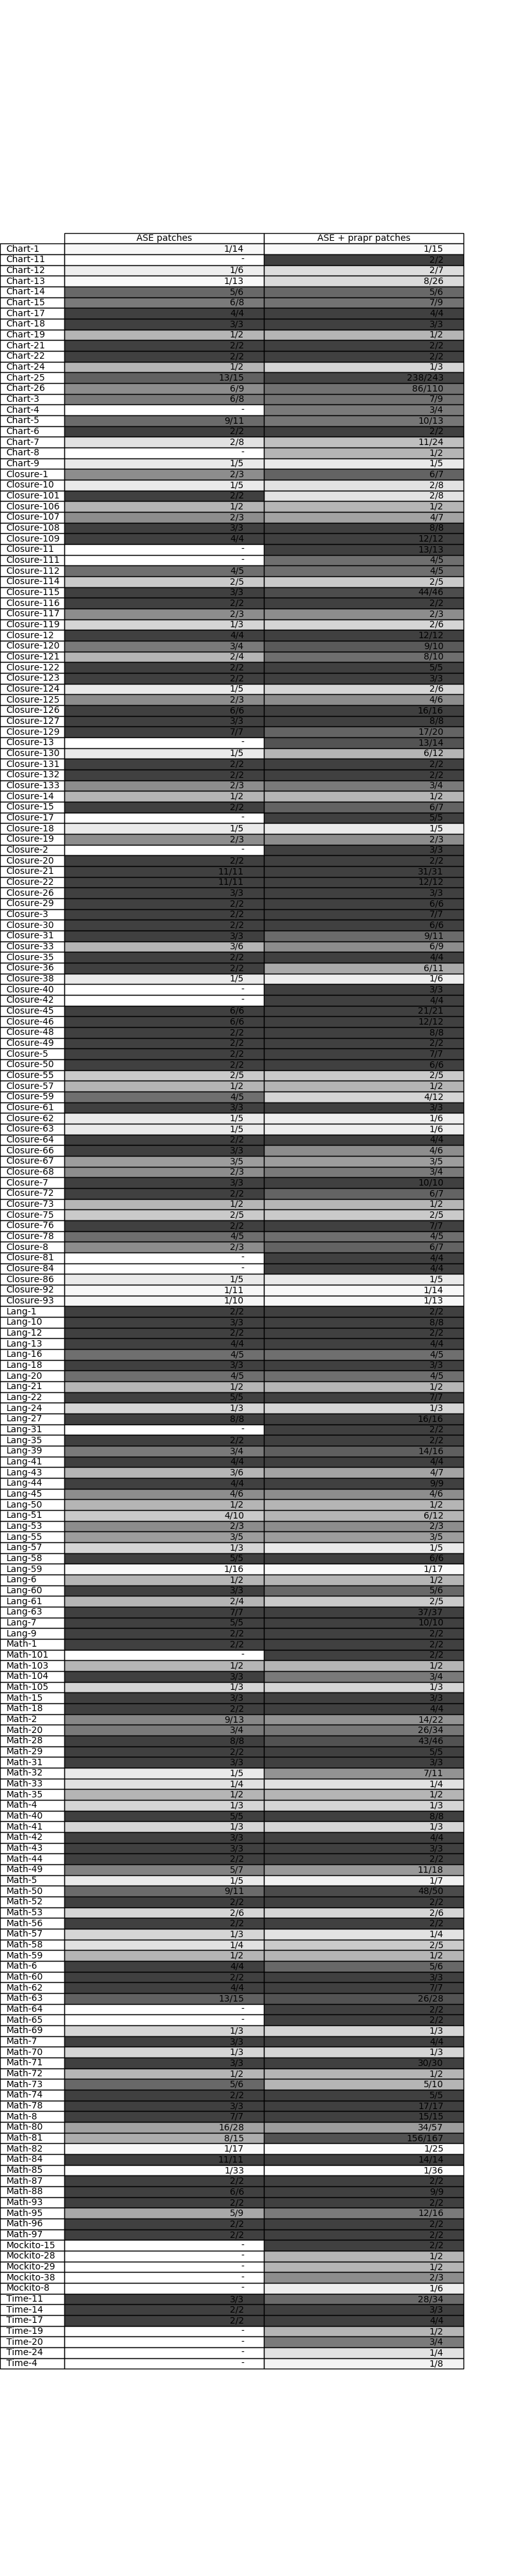 ASE patches ASE + prapr patches
Chart-1 1/14 1/15
Chart-11 - 2/2
Chart-12 1/6 2/7
Chart-13 1/13 8/26
Chart-14 5/6 5/6
Chart-15 6/8 7/9
Chart-17 4/4 4/4
Chart-18 3/3 3/3
Chart-19 1/2 1/2
Chart-21 2/2 2/2
Chart-22 2/2 2/2
Chart-24 1/2 1/3
Chart-25 13/15 238/243
Chart-26 6/9 86/110
Chart-3 6/8 7/9
Chart-4 - 3/4
Chart-5 9/11 10/13
Chart-6 2/2 2/2
Chart-7 2/8 11/24
Chart-8 - 1/2
Chart-9 1/5 1/5
Closure-1 2/3 6/7
Closure-10 1/5 2/8
Closure-101 2/2 2/8
Closure-106 1/2 1/2
Closure-107 2/3 4/7
Closure-108 3/3 8/8
Closure-109 4/4 12/12
Closure-11 - 13/13
Closure-111 - 4/5
Closure-112 4/5 4/5
Closure-114 2/5 2/5
Closure-115 3/3 44/46
Closure-116 2/2 2/2
Closure-117 2/3 2/3
Closure-119 1/3 2/6
Closure-12 4/4 12/12
Closure-120 3/4 9/10
Closure-121 2/4 8/10
Closure-122 2/2 5/5
Closure-123 2/2 3/3
Closure-124 1/5 2/6
Closure-125 2/3 4/6
Closure-126 6/6 16/16
Closure-127 3/3 8/8
Closure-129 7/7 17/20
Closure-13 - 13/14
Closure-130 1/5 6/12
Closure-131 2/2 2/2
Closure-132 2/2 2/2
Closure-133 2/3 3/4
Closure-14 1/2 1/2
Closure-15 2/2 6/7
Closure-17 - 5/5
Closure-18 1/5 1/5
Closure-19 2/3 2/3
Closure-2 - 3/3
Closure-20 2/2 2/2
Closure-21 11/11 31/31
Closure-22 11/11 12/12
Closure-26 3/3 3/3
Closure-29 2/2 6/6
Closure-3 2/2 7/7
Closure-30 2/2 6/6
Closure-31 3/3 9/11
Closure-33 3/6 6/9
Closure-35 2/2 4/4
Closure-36 2/2 6/11
Closure-38 1/5 1/6
Closure-40 - 3/3
Closure-42 - 4/4
Closure-45 6/6 21/21
Closure-46 6/6 12/12
Closure-48 2/2 8/8
Closure-49 2/2 2/2
Closure-5 2/2 7/7
Closure-50 2/2 6/6
Closure-55 2/5 2/5
Closure-57 1/2 1/2
Closure-59 4/5 4/12
Closure-61 3/3 3/3
Closure-62 1/5 1/6
Closure-63 1/5 1/6
Closure-64 2/2 4/4
Closure-66 3/3 4/6
Closure-67 3/5 3/5
Closure-68 2/3 3/4
Closure-7 3/3 10/10
Closure-72 2/2 6/7
Closure-73 1/2 1/2
Closure-75 2/5 2/5
Closure-76 2/2 7/7
Closure-78 4/5 4/5
Closure-8 2/3 6/7
Closure-81 - 4/4
Closure-84 - 4/4
Closure-86 1/5 1/5
Closure-92 1/11 1/14
Closure-93 1/10 1/13
Lang-1 2/2 2/2
Lang-10 3/3 8/8
Lang-12 2/2 2/2
Lang-13 4/4 4/4
Lang-16 4/5 4/5
Lang-18 3/3 3/3
Lang-20 4/5 4/5
Lang-21 1/2 1/2
Lang-22 5/5 7/7
Lang-24 1/3 1/3
Lang-27 8/8 16/16
Lang-31 - 2/2
Lang-35 2/2 2/2
Lang-39 3/4 14/16
Lang-41 4/4 4/4
Lang-43 3/6 4/7
Lang-44 4/4 9/9
Lang-45 4/6 4/6
Lang-50 1/2 1/2
Lang-51 4/10 6/12
Lang-53 2/3 2/3
Lang-55 3/5 3/5
Lang-57 1/3 1/5
Lang-58 5/5 6/6
Lang-59 1/16 1/17
Lang-6 1/2 1/2
Lang-60 3/3 5/6
Lang-61 2/4 2/5
Lang-63 7/7 37/37
Lang-7 5/5 10/10
Lang-9 2/2 2/2
Math-1 2/2 2/2
Math-101 - 2/2
Math-103 1/2 1/2
Math-104 3/3 3/4
Math-105 1/3 1/3
Math-15 3/3 3/3
Math-18 2/2 4/4
Math-2 9/13 14/22
Math-20 3/4 26/34
Math-28 8/8 43/46
Math-29 2/2 5/5
Math-31 3/3 3/3
Math-32 1/5 7/11
Math-33 1/4 1/4
Math-35 1/2 1/2
Math-4 1/3 1/3
Math-40 5/5 8/8
Math-41 1/3 1/3
Math-42 3/3 4/4
Math-43 3/3 3/3
Math-44 2/2 2/2
Math-49 5/7 11/18
Math-5 1/5 1/7
Math-50 9/11 48/50
Math-52 2/2 2/2
Math-53 2/6 2/6
Math-56 2/2 2/2
Math-57 1/3 1/4
Math-58 1/4 2/5
Math-59 1/2 1/2
Math-6 4/4 5/6
Math-60 2/2 3/3
Math-62 4/4 7/7
Math-63 13/15 26/28
Math-64 - 2/2
Math-65 - 2/2
Math-69 1/3 1/3
Math-7 3/3 4/4
Math-70 1/3 1/3
Math-71 3/3 30/30
Math-72 1/2 1/2
Math-73 5/6 5/10
Math-74 2/2 5/5
Math-78 3/3 17/17
Math-8 7/7 15/15
Math-80 16/28 34/57
Math-81 8/15 156/167
Math-82 1/17 1/25
Math-84 11/11 14/14
Math-85 1/33 1/36
Math-87 2/2 2/2
Math-88 6/6 9/9
Math-93 2/2 2/2
Math-95 5/9 12/16
Math-96 2/2 2/2
Math-97 2/2 2/2
Mockito-15 - 2/2
Mockito-28 - 1/2
Mockito-29 - 1/2
Mockito-38 - 2/3
Mockito-8 - 1/6
Time-11 3/3 28/34
Time-14 2/2 3/3
Time-17 2/2 4/4
Time-19 - 1/2
Time-20 - 3/4
Time-24 - 1/4
Time-4 - 1/8